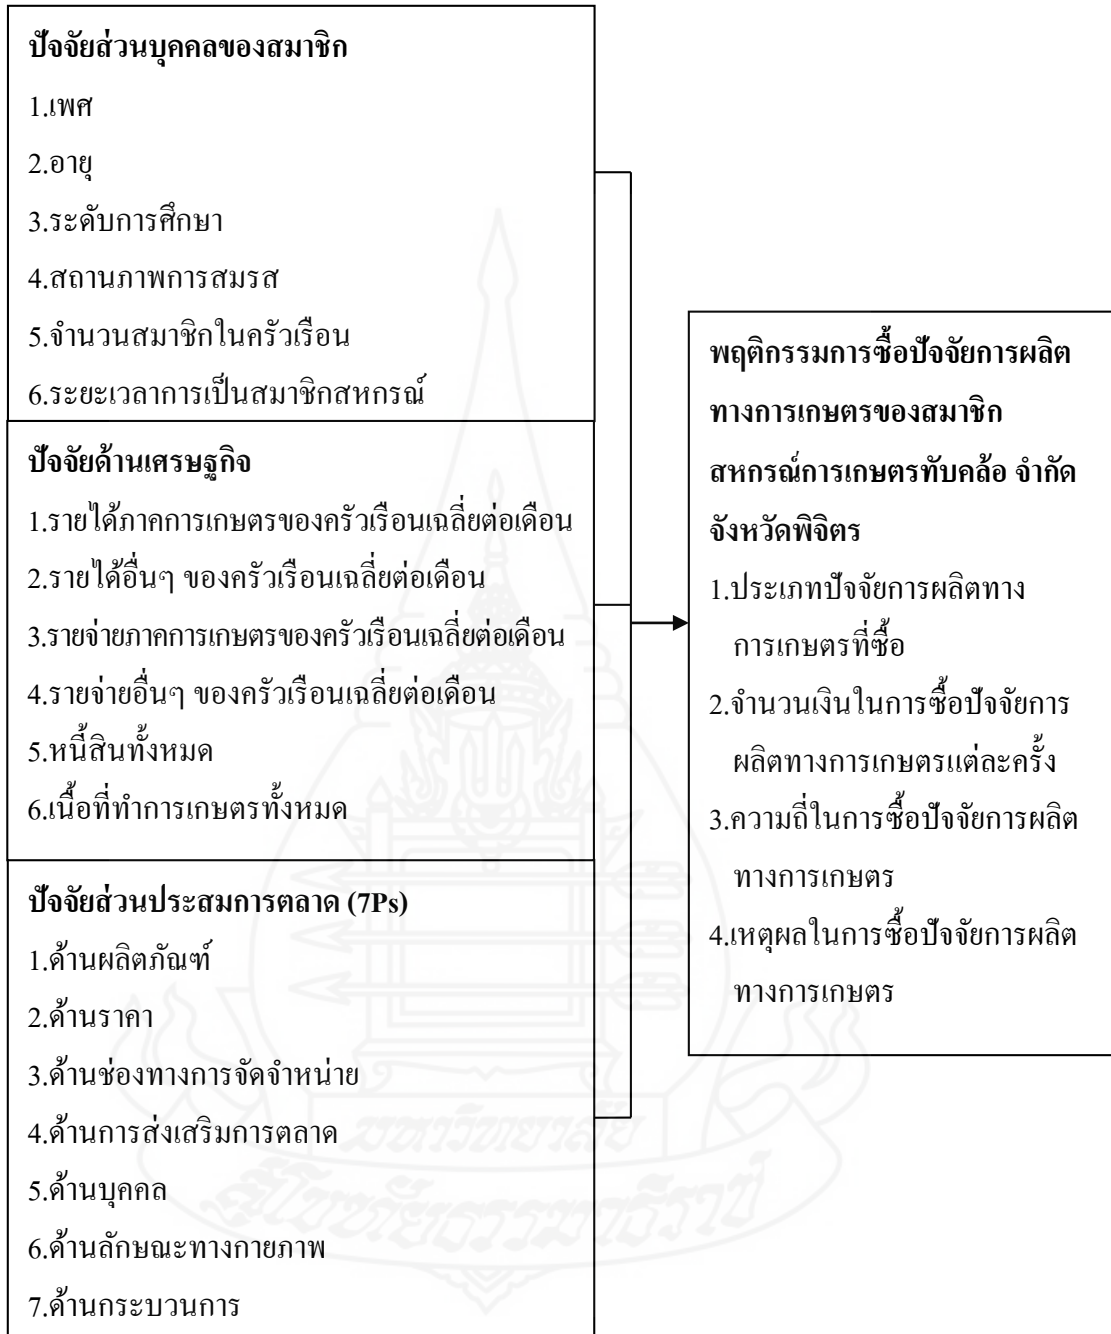 ปัจจัยส่วนบุคคลของสมาชิก
1.เพศ
2.อายุ
3.ระดับการศึกษา
4.สถานภาพการสมรส
5.จำนวนสมาชิกในครัวเรือน
6.ระยะเวลาการเป็นสมาชิกสหกรณ์
ปัจจัยด้านเศรษฐกิจ
1.รายได้ภาคการเกษตรของครัวเรือนเฉลี่ยต่อเดือน
2.รายได้อื่นๆ ของครัวเรือนเฉลี่ยต่อเดือน
3.รายจ่ายภาคการเกษตรของครัวเรือนเฉลี่ยต่อเดือน
4.รายจ่ายอื่นๆ ของครัวเรือนเฉลี่ยต่อเดือน
5.หนี้สินทั้งหมด
6.เนื้อที่ทำการเกษตรทั้งหมด
ปัจจัยส่วนประสมการตลาด (7Ps)
1.ด้านผลิตภัณฑ์
2.ด้านราคา
3.ด้านช่องทางการจัดจำหน่าย
4.ด้านการส่งเสริมการตลาด
5.ด้านบุคคล
6.ด้านลักษณะทางกายภาพ
7.ด้านกระบวนการ
พฤติกรรมการซื้อปัจจัยการผลิต
ทางการเกษตรของสมาชิก
สหกรณ์การเกษตรทับคล้อ จำกัด
จังหวัดพิจิตร
1.ประเภทปัจจัยการผลิตทาง
การเกษตรที่ซื้อ
2.จำนวนเงินในการซื้อปัจจัยการ
ผลิตทางการเกษตรแต่ละครั้ง
3.ความถี่ในการซื้อปัจจัยการผลิต
ทางการเกษตร
4.เหตุผลในการซื้อปัจจัยการผลิต
ทางการเกษตร
มหาวิทยาลัย
สุโขทัยธรรมาธิราช